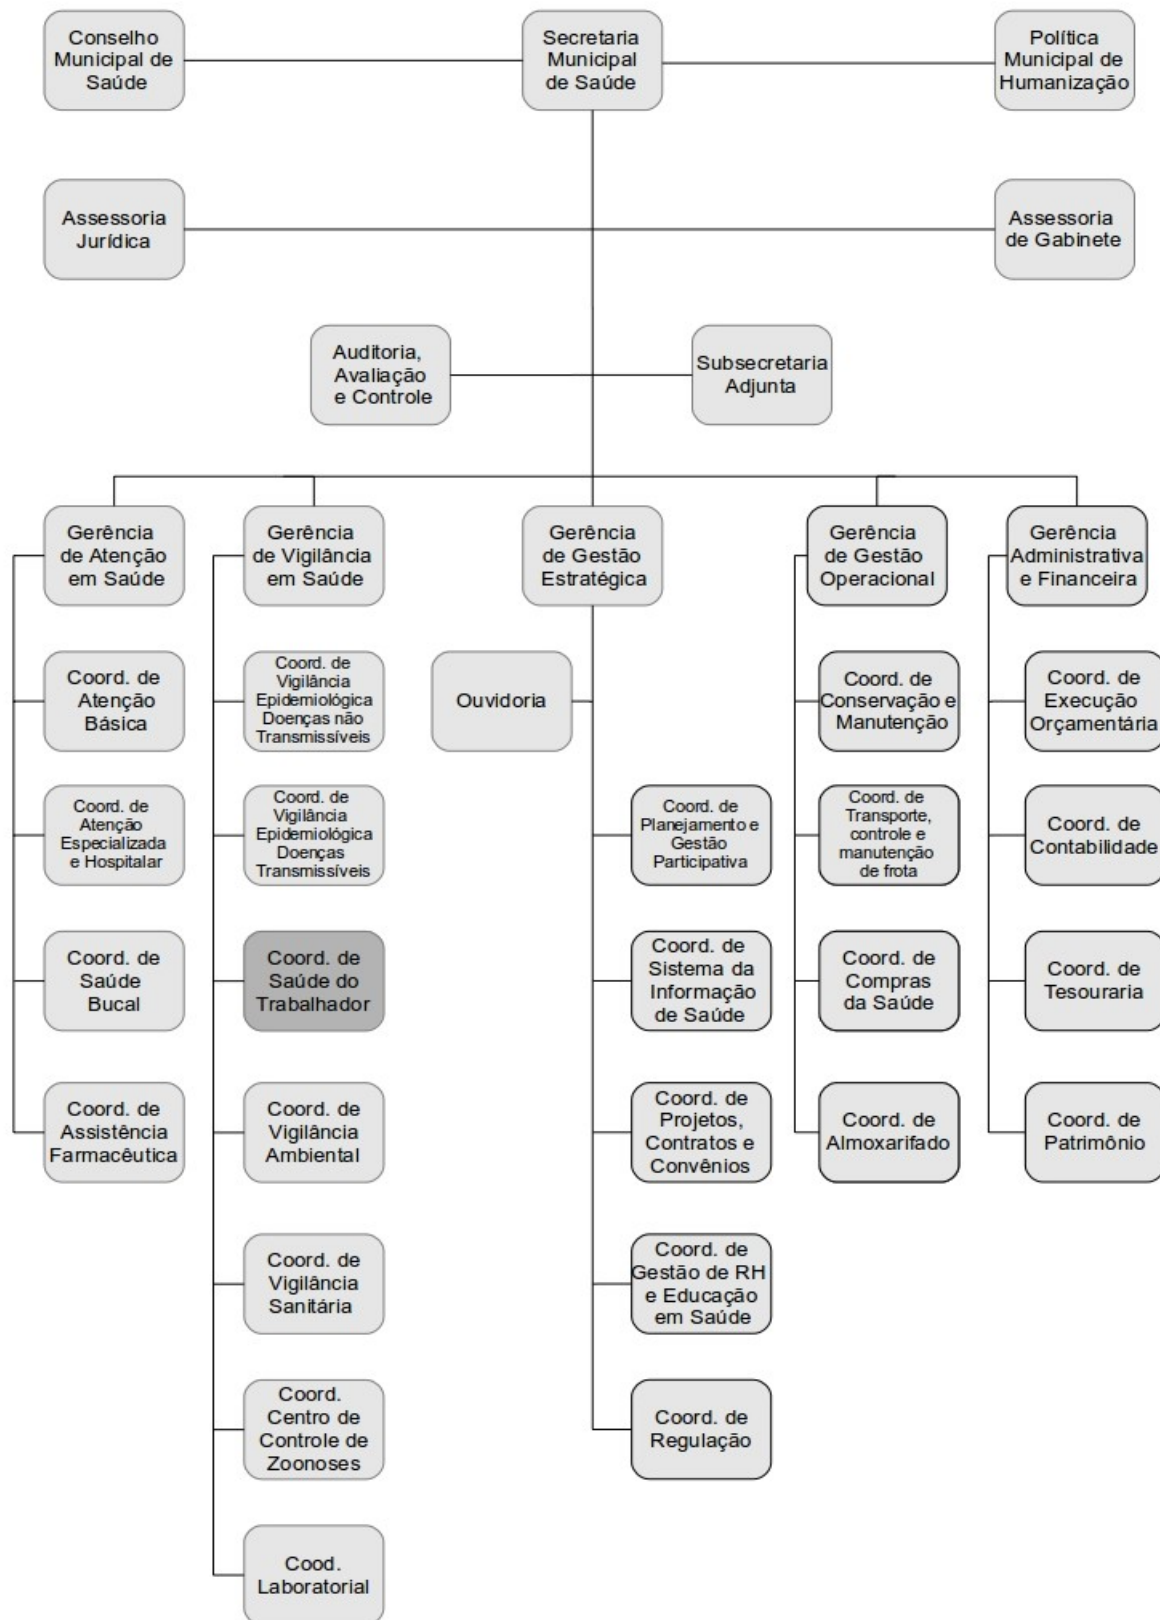 Conselho
Municipal de
Saúde
Secretaria
Municipal
de Saúde
Política
Municipal de
Humanização
Assessoria
Jurídica
Assessoria
de Gabinete
Auditoria,
Avaliação
e Controle
Subsecretaria
Adjunta
Gerência
de Atenção
em Saúde
Gerência
de Vigilância
em Saúde
Gerência
de Gestão
Estratégica
Gerência
de Gestão
Operacional
Gerência
Administrativa
e Financeira
Coord. de
Atenção
Básica
Coord. de
Vigilância
Epidemiológica
Doenças não
Transmissíveis
Ouvidoria
Coord. de
Conservação e
Manutenção
Coord. de
Execução
Orçamentária
Coord. de
Atenção
Especializada
e Hospitalar
Coord. de
Vigilância
Epidemiológica
Doenças
Transmissíveis
Coord. de
Planejamento e
Gestão
Participativa
Coord. de
Transporte,
controle e
manutenção
de frota
Coord. de
Contabilidade
Coord. de
Saúde
Bucal
Coord. de
Saúde do
Trabalhador
Coord. de
Sistema da
Informação
de Saúde
Coord. de
Compras
da Saúde
Coord. de
Tesouraria
Coord. de
Assistência
Farmacêutica
Coord. de
Vigilância
Ambiental
Coord. de
Projetos,
Contratos e
Convênios
Coord. de
Almoxarifado
Coord. de
Patrimônio
Coord. de
Vigilância
Sanitária
Coord. de
Gestão de RH
e Educação
em Saúde
Coord.
Centro de
Controle de
Zoonoses
Coord. de
Regulação
Cood.
Laboratorial